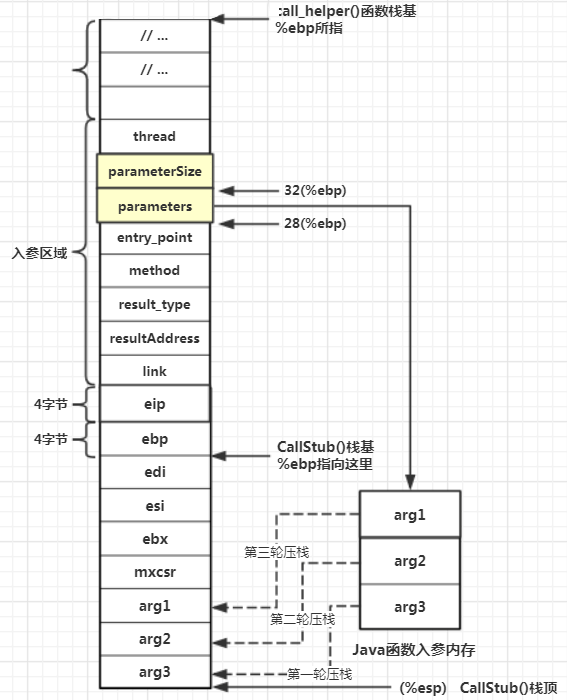 :all_helper()函数栈基
%ebp所指
// ...
// ...
thread
parameterSize
32(%ebp)
parameters
28(%ebp)
entry_point
入参区域
method
result_type
resultAddress
link
4字节
eip
4字节
ebp
CallStub()栈基
%ebp指向这里
edi
esi
arg1
ebx
第三轮压栈
arg2
mxcsr
arg1
arg3
第二轮压栈
arg2
Java函数入参内存
arg3
第一轮压栈
(%esp) CallStub()栈顶